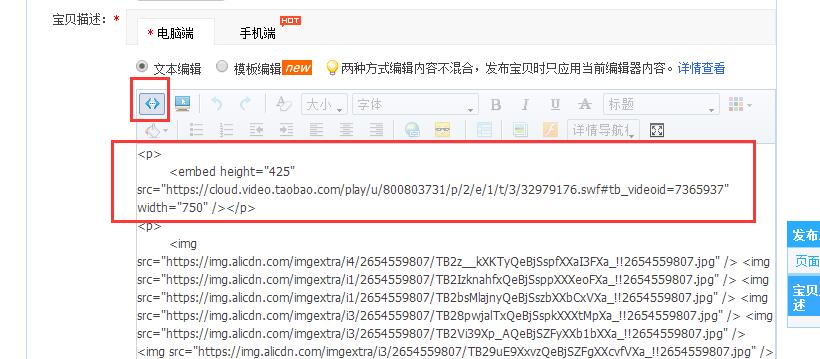 宝贝描述：*
* 电脑端 手机端 HOT
文本编辑 模板编辑 new 两种方式编辑内容不混合，发布宝贝时只应用当前编辑器内容。详情查看
大小 字体 B I U A 标题
详情导航
<p>
<embed height="425"
src="https://cloud.video.taobao.com/play/u/800803731/p/2/e/1/t/3/32979176.swf#tb_videoid=7365937"
width="750" /></p>
<p>
<img
src="https://img.alicdn.com/imgextra/i4/2654559807/TB2z__kXKTyQeBjSspfXXaI3FXa_!!2654559807.jpg" /> <img
src="https://img.alicdn.com/imgextra/i1/2654559807/TB2IzknahfxQeBjSsppXXXeoFXa_!!2654559807.jpg" /> <img
src="https://img.alicdn.com/imgextra/i1/2654559807/TB2bsMlajnyQeBjSszbXXbCxVXa_!!2654559807.jpg" /> <img
src="https://img.alicdn.com/imgextra/i3/2654559807/TB28pwjalTxQeBjSspkXXXtMpXa_!!2654559807.jpg" /> <img
src="https://img.alicdn.com/imgextra/i3/2654559807/TB2Vi39Xp_AQeBjSZFyXXb1bXXa_!!2654559807.jpg" />
<img src="https://img.alicdn.com/imgextra/i3/2654559807/TB29uE9XxvzQeBjSZFgXXcvfVXa_!!2654559807.jpg" />
发布
页面
宝贝
述